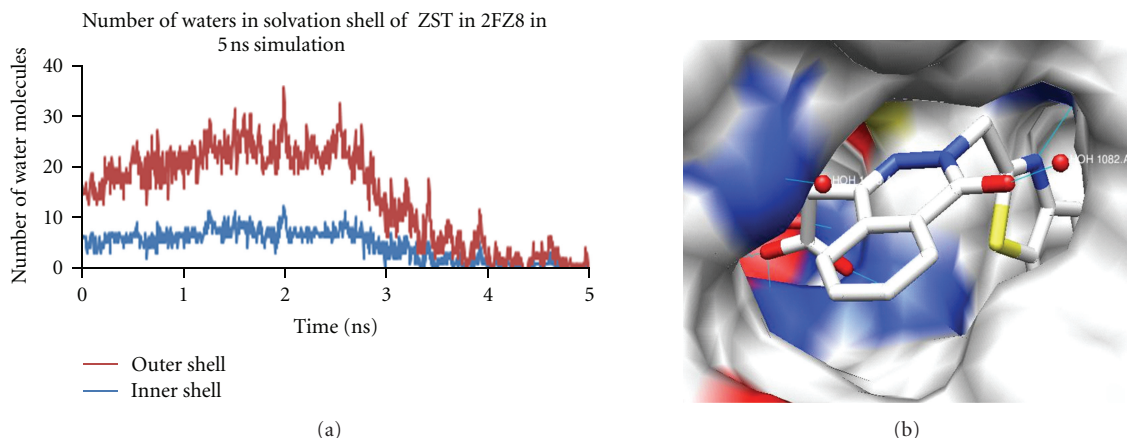 Number of waters in solvation shell of ZST in 2FZ8 in
5 ns simulation
Number of water molecules
40
30
20
10
0
0 1 2 3 4 5
Time (ns)
Outer shell
Inner shell
(a)
HOH
HOH 1082.A
(b)